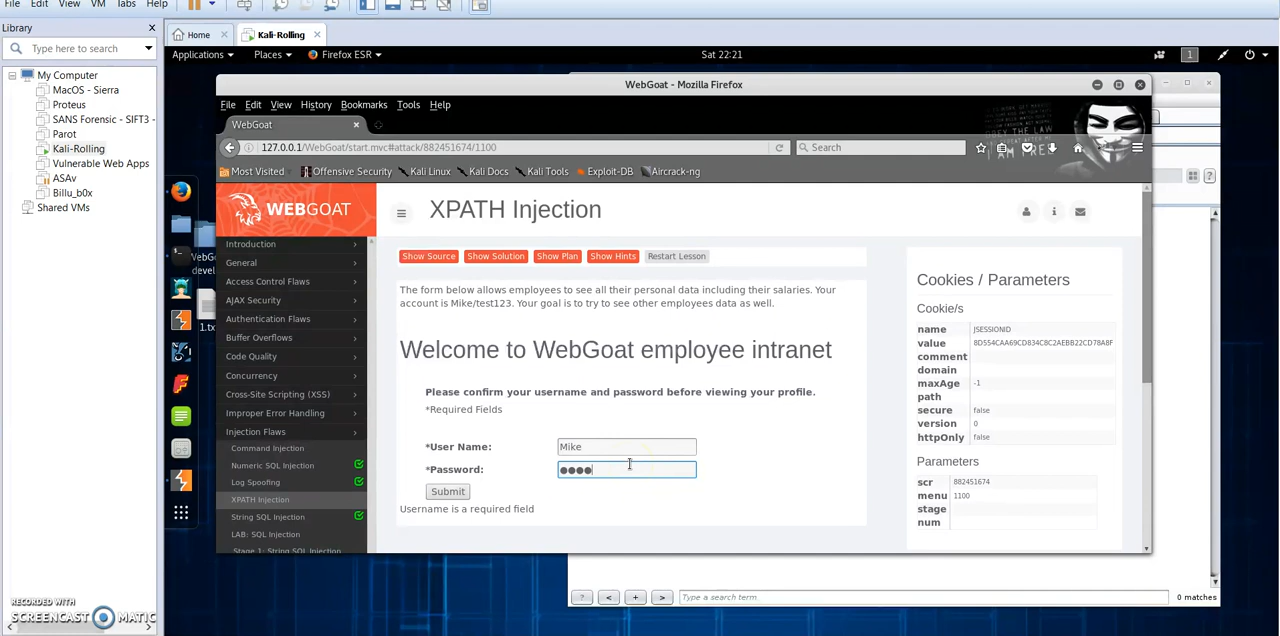 File Edit View VM Tabs Help
Library
Home
Kali-Rolling
Type here to search
Applications
Places
Firefox ESR
Sat 22:21
1
My Computer
MacOS - Sierra
Proteus
SANS Forensic - SIFT3 -
Parot
Kali-Rolling
Vulnerable Web Apps
ASAv
Billu_b0x
Shared VMs
WebGoat - Mozilla Firefox
File Edit View History Bookmarks Tools Help
WebGoat
127.0.0.1/WebGoat/start.mvc#attack/882451674/1100
Search
Most Visited
Offensive Security
Kali Linux
Kali Docs
Kali Tools
Exploit-DB
Aircrack-ng
WEBGOAT
XPATH Injection
Introduction
General
Access Control Flaws
AJAX Security
Authentication Flaws
Buffer Overflows
Code Quality
Concurrency
Cross-Site Scripting (XSS)
Improper Error Handling
Injection Flaws
Command Injection
Numeric SQL Injection
Log Spoofing
XPATH Injection
String SQL Injection
LAB: SQL Injection
Stage 1: String SQL Injection
Show Source
Show Solution
Show Plan
Show Hints
Restart Lesson
The form below allows employees to see all their personal data including their salaries. Your
account is Mike/test123. Your goal is to try to see other employees data as well.
Welcome to WebGoat employee intranet
Please confirm your username and password before viewing your profile.
*Required Fields
*User Name: Mike
*Password: ●●●●
Submit
Username is a required field
Cookies / Parameters
Cookie/s
name JSESSIONID
value 8D554CAA69CD834C8C2AEBB22CD78A8F
comment
domain
maxAge -1
path
secure false
version 0
httpOnly false
Parameters
scr 882451674
menu 1100
stage
num
WebGo
devel
1.tx
? < + >
Type a search term
0 matches
RECORDED WITH
SCREENCAST MATIC